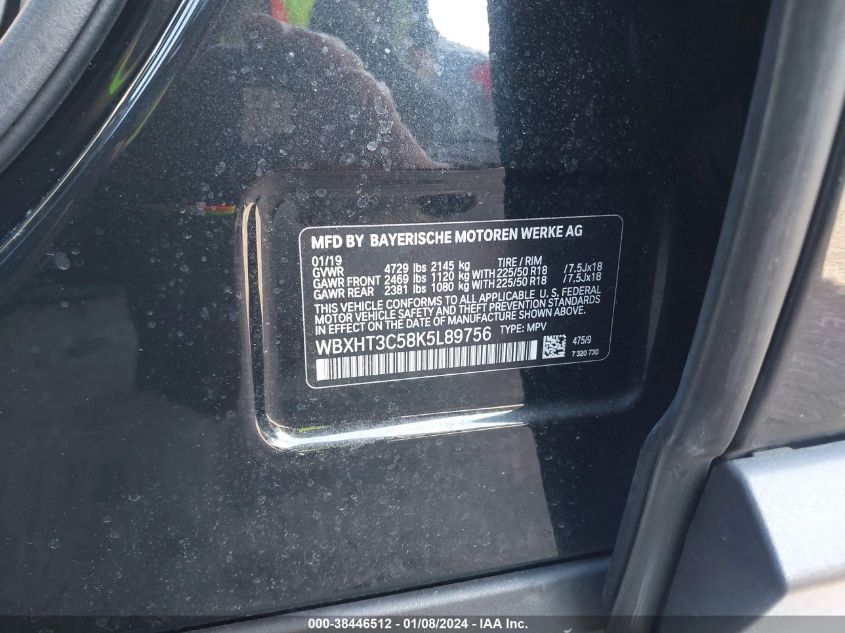 MFD BY BAYERISCHE MOTOREN WERKE AG
01/19 TIRE / RIM
GVWR 4729 lbs 2145 kg
GAWR FRONT 2469 lbs 1120 kg WITH 225/50 R18 /7.5Jx18
GAWR REAR 2381 lbs 1080 kg WITH 225/50 R18 /7.5Jx18
THIS VEHICLE CONFORMS TO ALL APPLICABLE U. S. FEDERAL
MOTOR VEHICLE SAFETY AND THEFT PREVENTION STANDARDS
IN EFFECT ON THE DATE OF MANUFACTURE SHOWN ABOVE.
WBXHT3C58K5L89756 TYPE: MPV
475/9
7 320 730
000-38446512 - 01/08/2024 - IAA Inc.